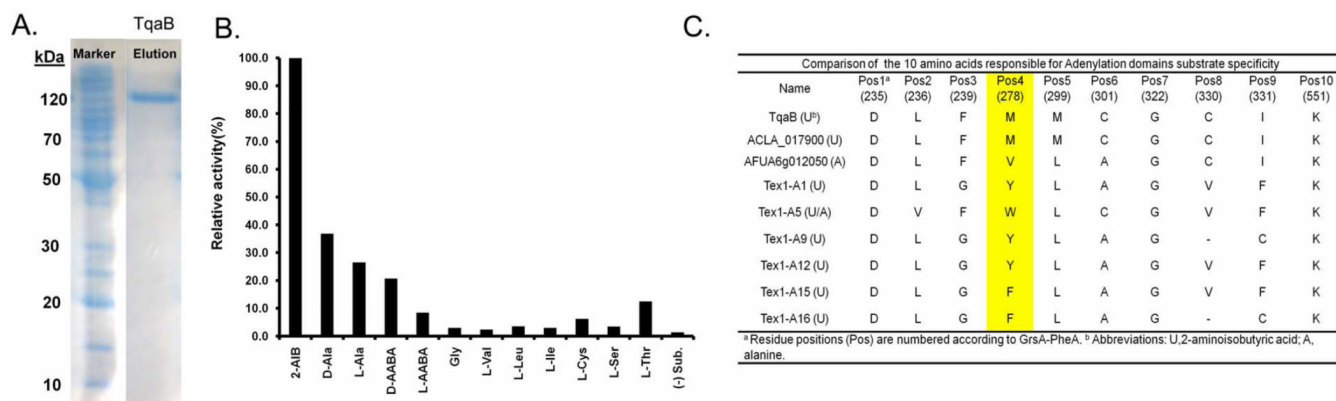 A.
TqaB
kDa
Marker
Elution
120
70
50
30
20
10
B.
Relative activity(%)
100.0
90.0
80.0
70.0
60.0
50.0
40.0
30.0
20.0
10.0
0.0
2-AIB
D-Ala
L-Ala
D-AABA
L-AABA
Gly
L-Val
L-Leu
L-Ile
L-Cys
L-Ser
L-Thr
(-) Sub.
C.
Comparison of the 10 amino acids responsible for Adenylation domains substrate specificity
Name Pos1ᵃ Pos2 Pos3 Pos4 Pos5 Pos6 Pos7 Pos8 Pos9 Pos10
(235) (236) (239) (278) (299) (301) (322) (330) (331) (551)
TqaB (Uᵇ) D L F M M C G C I K
ACLA_017900 (U) D L F M M C G C I K
AFUA6g012050 (A) D L F V L A G C I K
Tex1-A1 (U) D L G Y L A G V F K
Tex1-A5 (U/A) D V F W L C G V F K
Tex1-A9 (U) D L G Y L A G - C K
Tex1-A12 (U) D L G Y L A G V F K
Tex1-A15 (U) D L G F L A G V F K
Tex1-A16 (U) D L G F L A G - C K
ᵃ Residue positions (Pos) are numbered according to GrsA-PheA. ᵇ Abbreviations: U,2-aminoisobutyric acid; A,
alanine.